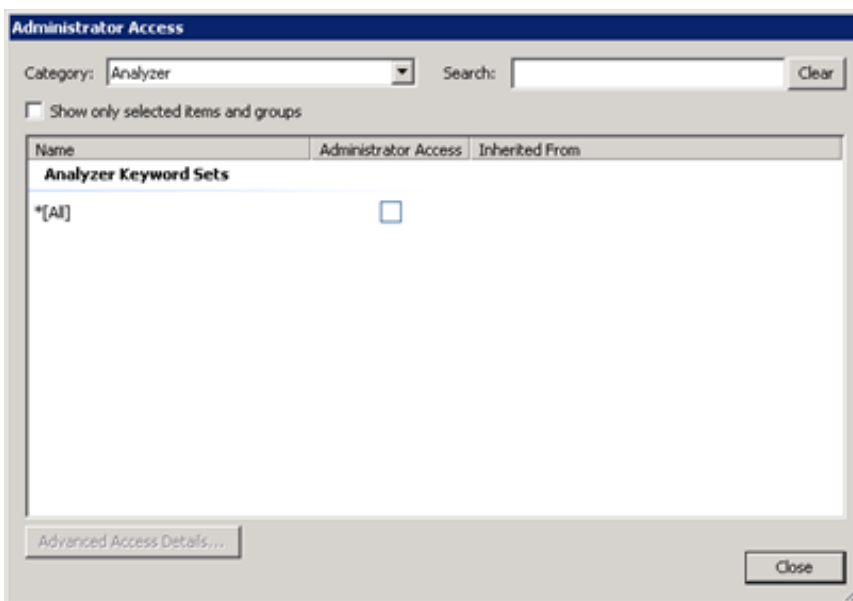 Administrator Access
Category: Analyzer Search: Clear
Show only selected items and groups
Name Administrator Access Inherited From
Analyzer Keyword Sets
*[All]
Advanced Access Details...
Close